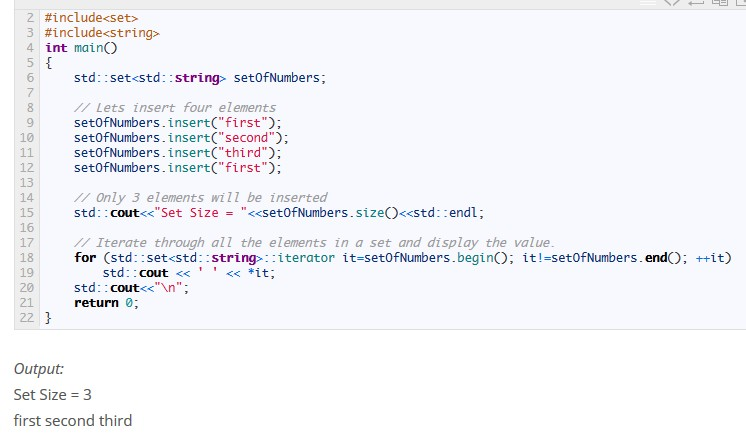 2 #include<set>
3 #include<string>
4 int main()
5 {
6     std::set<std::string> setOfNumbers;
7
8     // Lets insert four elements
9     setOfNumbers.insert("first");
10     setOfNumbers.insert("second");
11     setOfNumbers.insert("third");
12     setOfNumbers.insert("first");
13
14     // Only 3 elements will be inserted
15     std::cout<<"Set Size = "<<setOfNumbers.size()<<std::endl;
16
17     // Iterate through all the elements in a set and display the value.
18     for (std::set<std::string>::iterator it=setOfNumbers.begin(); it!=setOfNumbers.end(); ++it)
19         std::cout << ' ' << *it;
20     std::cout<<"\n";
21     return 0;
22 }
Output:
Set Size = 3
first second third